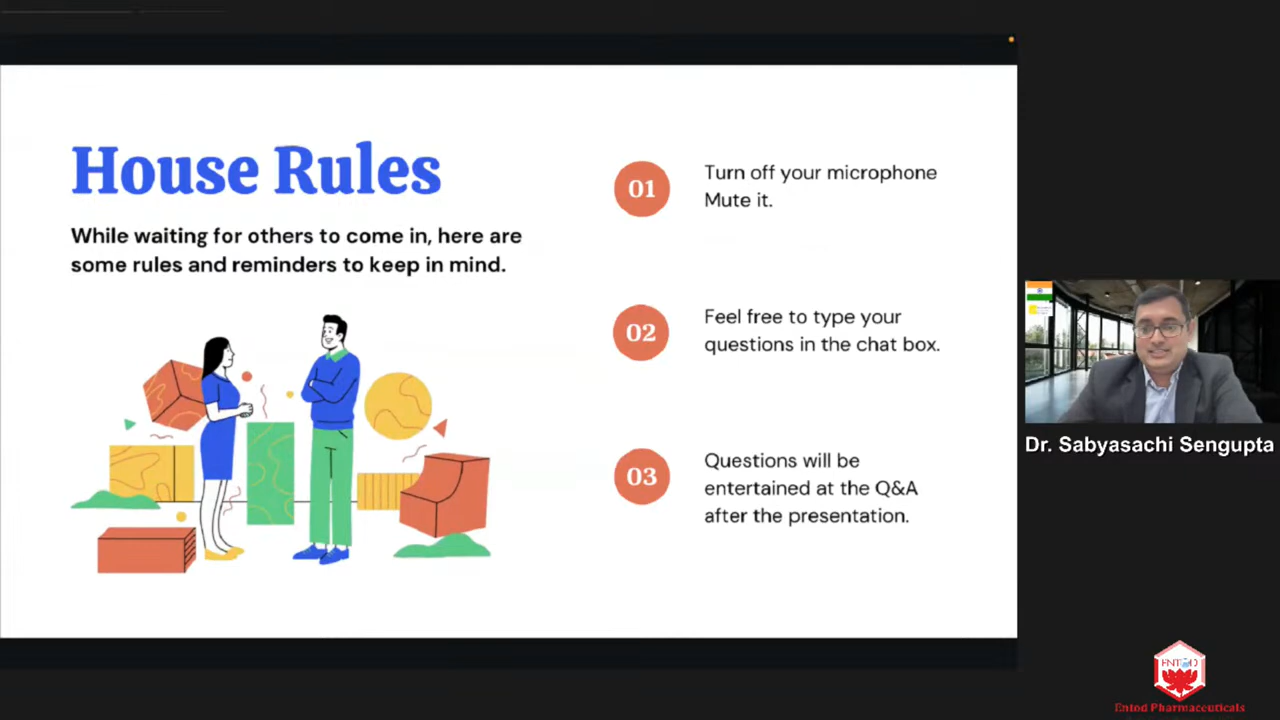 House Rules
While waiting for others to come in, here are
some rules and reminders to keep in mind.
01
Turn off your microphone
Mute it.
02
Feel free to type your
questions in the chat box.
03
Questions will be
entertained at the Q&A
after the presentation.
Dr. Sabyasachi Sengupta
ENTOD
Entod Pharmaceuticals